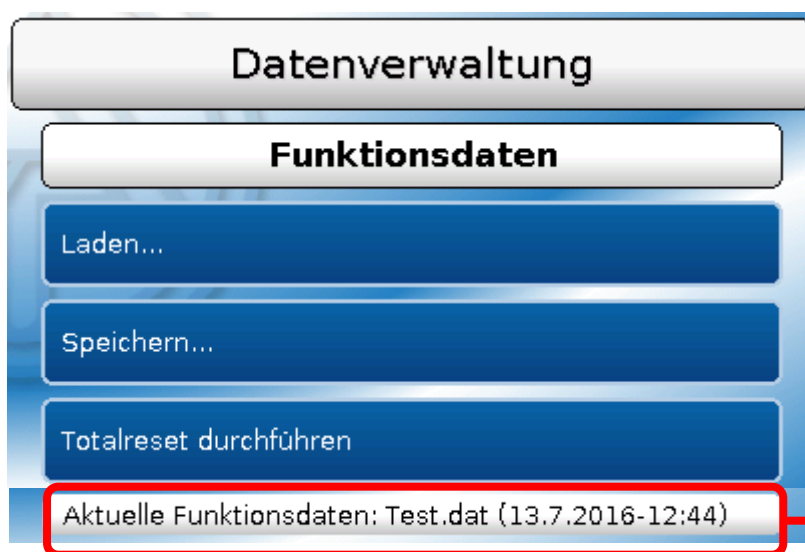 Datenverwaltung
Funktionsdaten
Laden...
Speichern...
Totalreset durchführen
Aktuelle Funktionsdaten: Test.dat (13.7.2016-12:44)